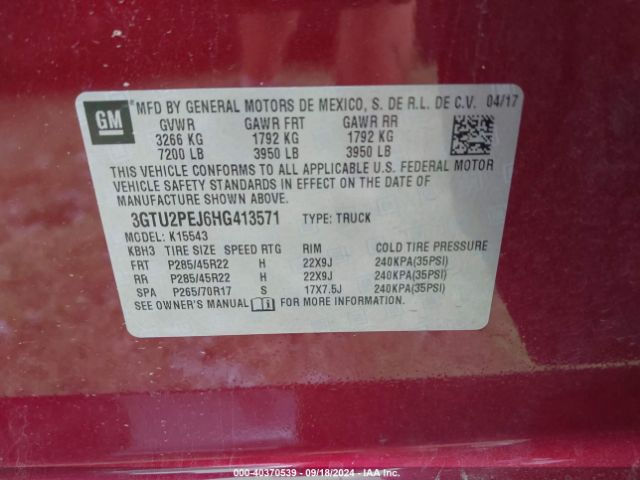 GM
*MFD BY GENERAL MOTORS DE MEXICO, S. DE R.L. DE C.V. 04/17
GVWR GAWR FRT GAWR RR
3266 KG 1792 KG 1792 KG
7200 LB 3950 LB 3950 LB
THIS VEHICLE CONFORMS TO ALL APPLICABLE U.S. FEDERAL MOTOR
VEHICLE SAFETY STANDARDS IN EFFECT ON THE DATE OF
MANUFACTURE SHOWN ABOVE.
3GTU2PEJ6HG413571 TYPE: TRUCK
MODEL: K15543
KBH3 TIRE SIZE SPEED RTG RIM COLD TIRE PRESSURE
FRT P285/45R22 H 22X9J 240KPA(35PSI)
RR P285/45R22 H 22X9J 240KPA(35PSI)
SPA P265/70R17 S 17X7.5J 240KPA(35PSI)
SEE OWNER'S MANUAL FOR MORE INFORMATION.
000-40370539 - 09/18/2024 - IAA Inc.